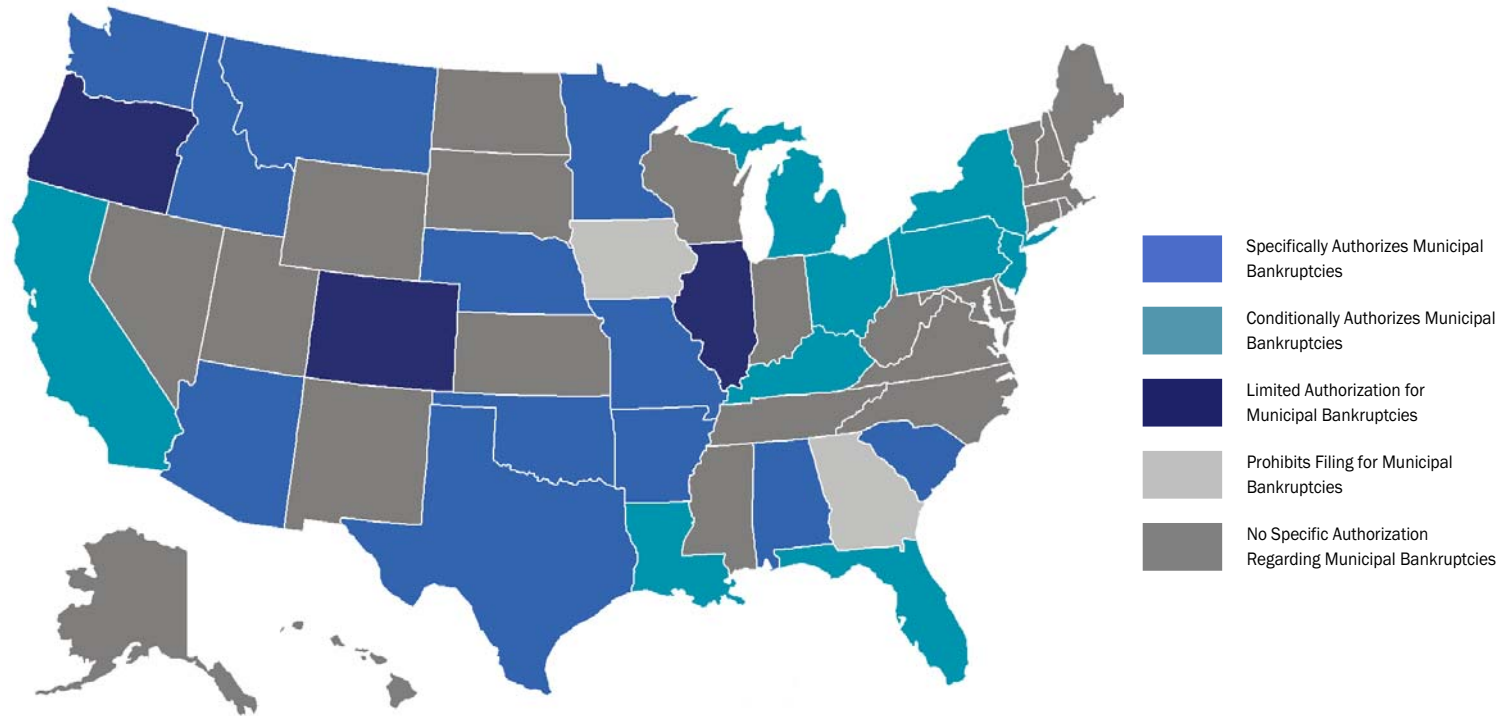 Specifically Authorizes Municipal
Bankruptcies
Conditionally Authorizes Municipal
Bankruptcies
Limited Authorization for
Municipal Bankruptcies
Prohibits Filing for Municipal
Bankruptcies
No Specific Authorization
Regarding Municipal Bankruptcies